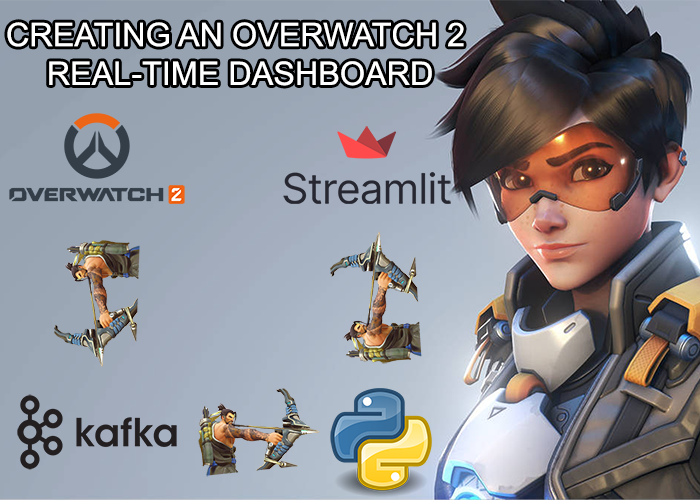 CREATING AN OVERWATCH 2
REAL-TIME DASHBOARD
OVERWATCH 2
Streamlit
kafka